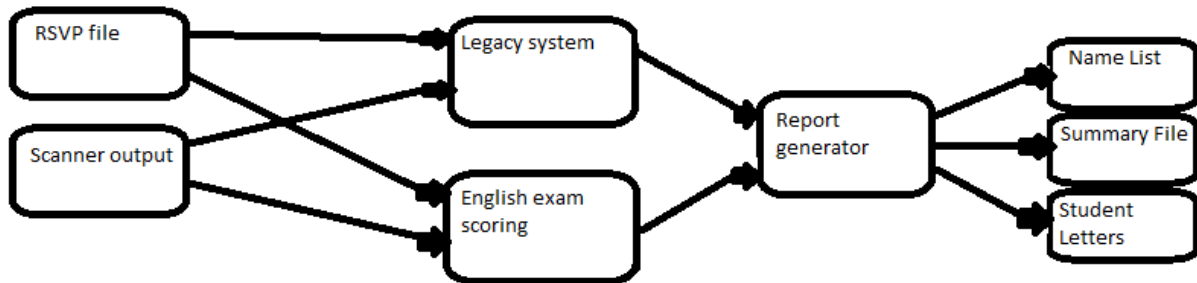 RSVP file
Scanner output
Legacy system
English exam
scoring
Report
generator
Name List
Summary File
Student
Letters